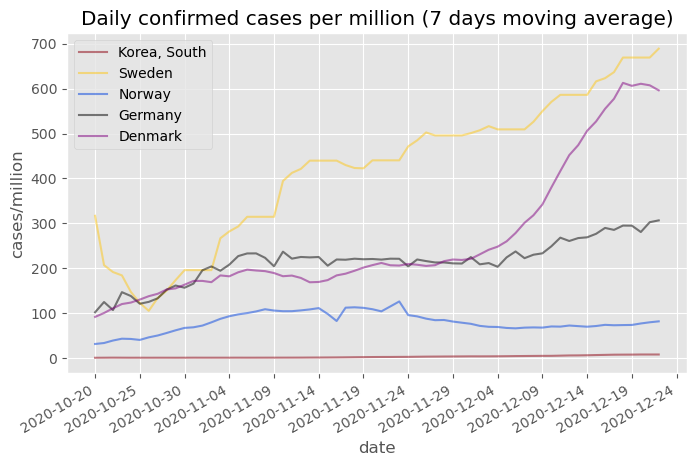 Daily confirmed cases per million (7 days moving average)
700
600
500
400
300
200
100
0
cases/million
Korea, South
Sweden
Norway
Germany
Denmark
2020-10-20
2020-10-25
2020-10-30
2020-11-04
2020-11-09
2020-11-14
2020-11-19
2020-11-24
2020-11-29
2020-12-04
2020-12-09
2020-12-14
2020-12-19
2020-12-24
date